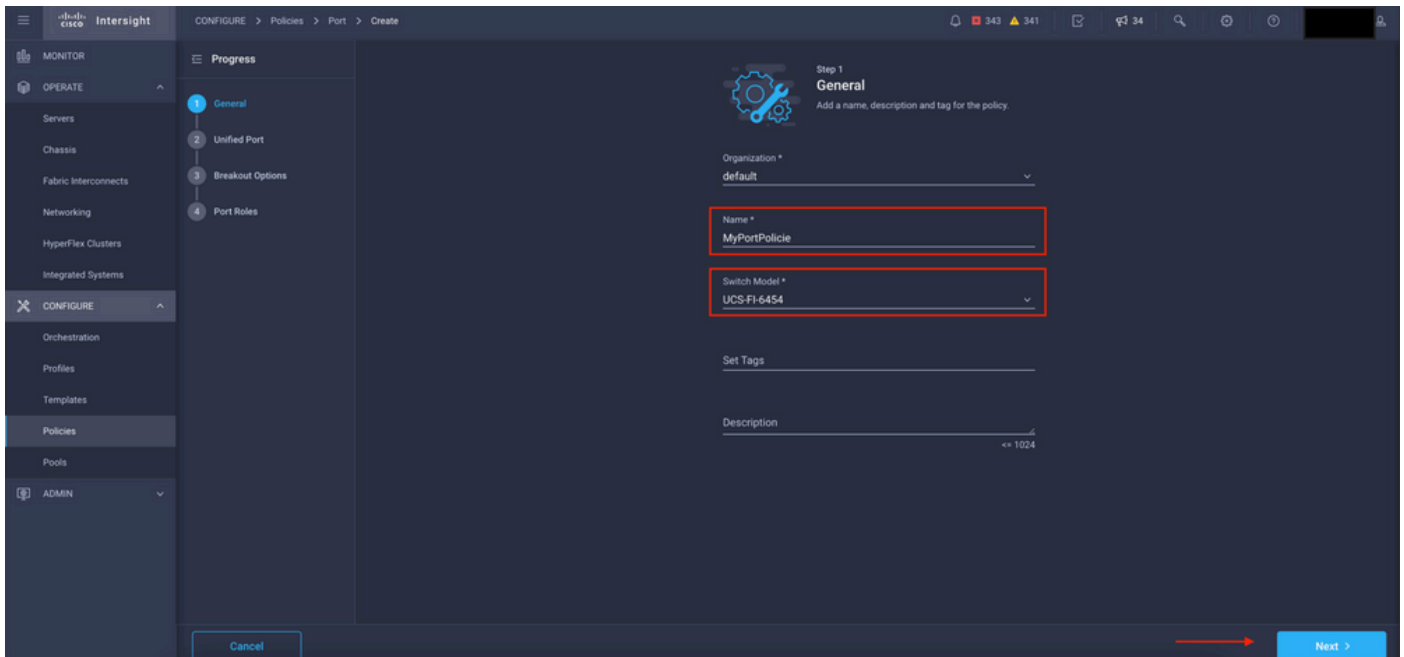 cisco Intersight
CONFIGURE > Policies > Port > Create
343 341
34
MONITOR
OPERATE
Servers
Chassis
Fabric Interconnects
Networking
HyperFlex Clusters
Integrated Systems
CONFIGURE
Orchestration
Profiles
Templates
Policies
Pools
ADMIN
Progress
1 General
2 Unified Port
3 Breakout Options
4 Port Roles
Step 1
General
Add a name, description and tag for the policy.
Organization *
default
Name *
MyPortPolicie
Switch Model *
UCS-FI-6454
Set Tags
Description
<= 1024
Cancel
Next >